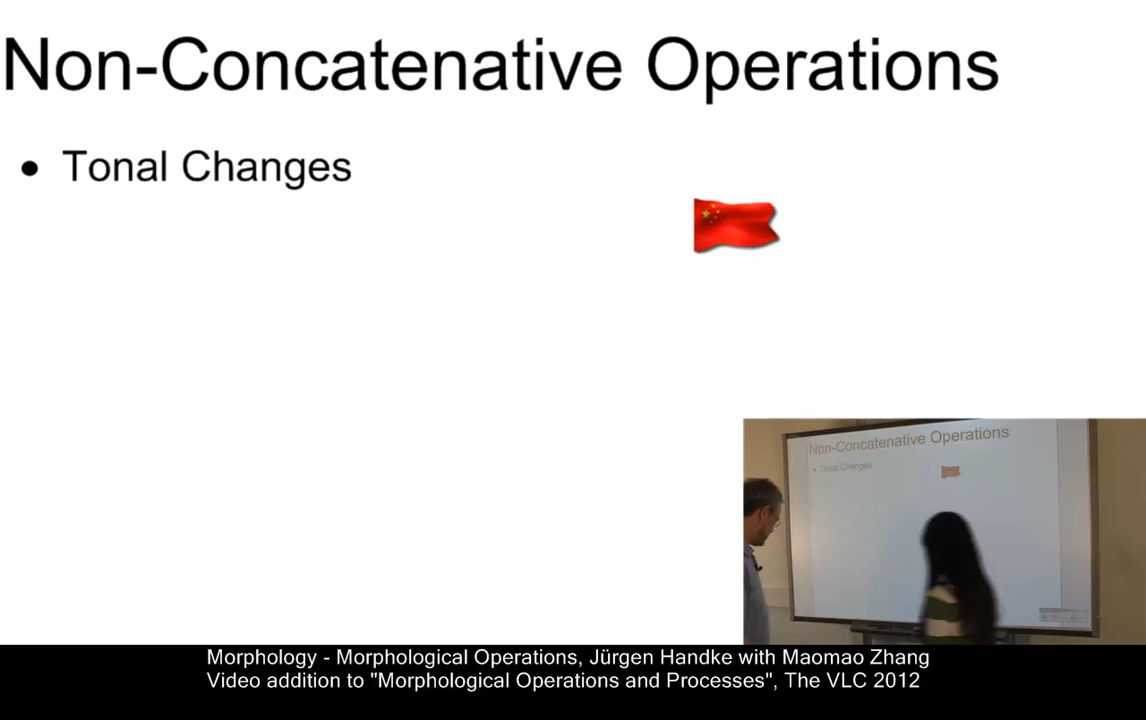 Non-Concatenative Operations
• Tonal Changes
Non-Concatenative Operations
• Tonal Changes
Morphology - Morphological Operations, Jürgen Handke with Maomao Zhang
Video addition to "Morphological Operations and Processes", The VLC 2012